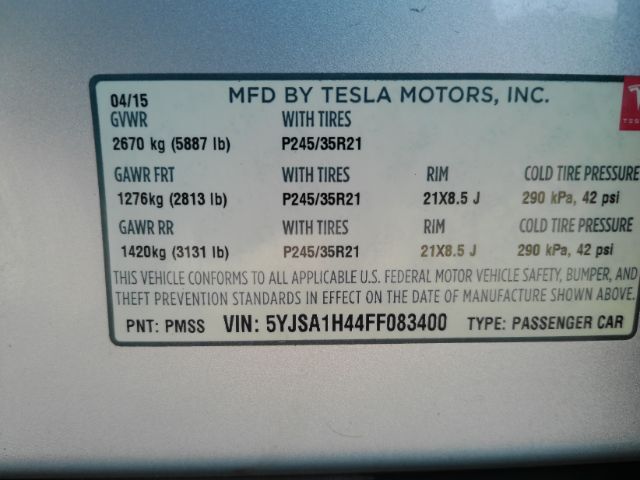 04/15 MFD BY TESLA MOTORS, INC.
GVWR WITH TIRES
2670 kg (5887 lb) P245/35R21
GAWR FRT WITH TIRES RIM COLD TIRE PRESSURE
1276kg (2813 lb) P245/35R21 21X8.5 J 290 kPa, 42 psi
GAWR RR WITH TIRES RIM COLD TIRE PRESSURE
1420kg (3131 lb) P245/35R21 21X8.5 J 290 kPa, 42 psi
THIS VEHICLE CONFORMS TO ALL APPLICABLE U.S. FEDERAL MOTOR VEHICLE SAFETY, BUMPER, AND
THEFT PREVENTION STANDARDS IN EFFECT ON THE DATE OF MANUFACTURE SHOWN ABOVE.
PNT: PMSS VIN: 5YJSA1H44FF083400 TYPE: PASSENGER CAR